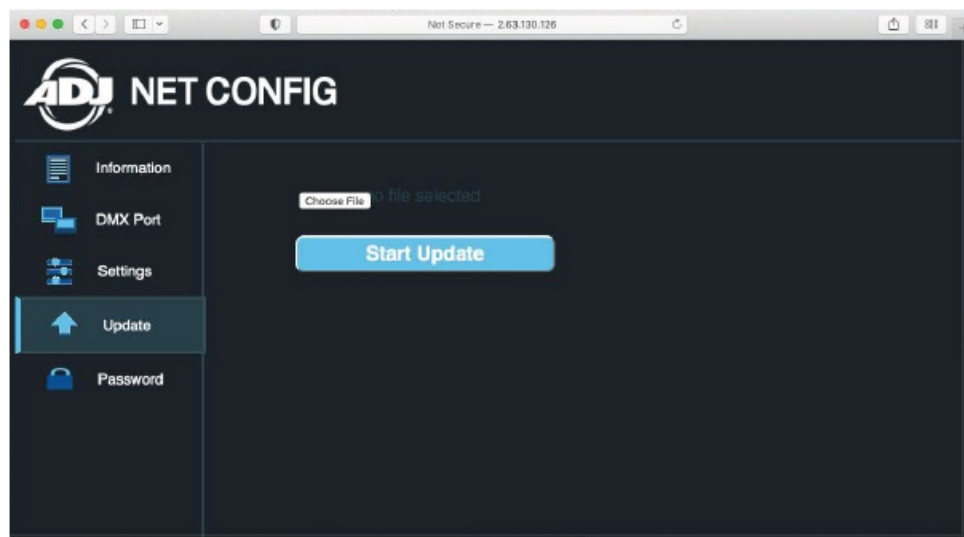 Not Secure — 2.63.130.126
ADJ NET CONFIG
Information
Choose File no file selected
DMX Port
Start Update
Settings
Update
Password